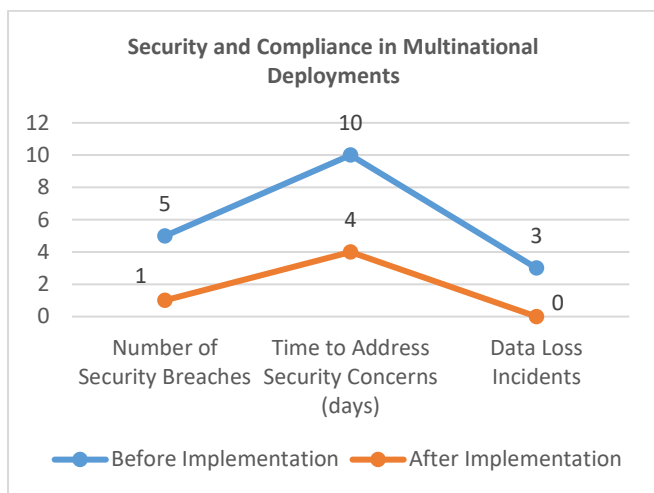 Security and Compliance in Multinational
Deployments
12
10
8
6
4
2
0
5
10
3
1
4
0
Number of
Security Breaches
Time to Address
Security Concerns
(days)
Data Loss
Incidents
Before Implementation
After Implementation